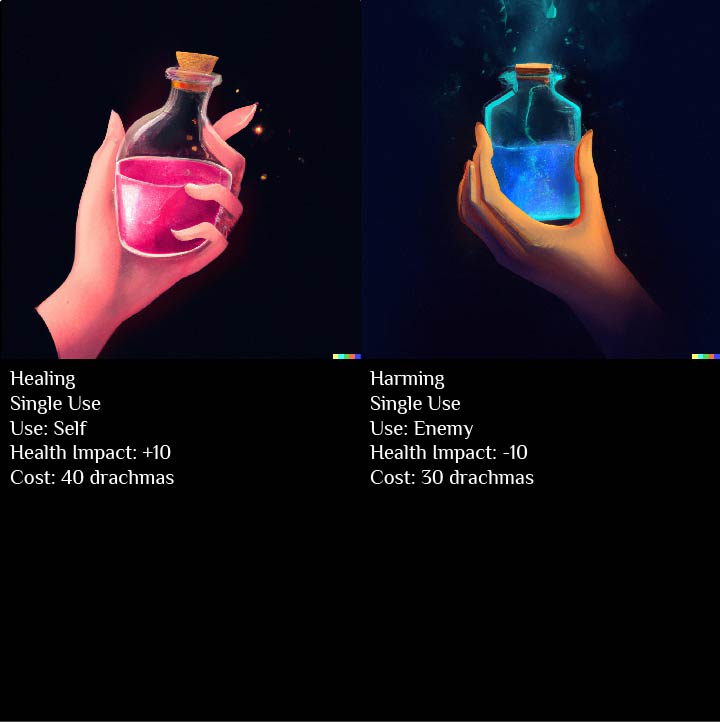 Healing
Single Use
Use: Self
Health Impact: +10
Cost: 40 drachmas
Harming
Single Use
Use: Enemy
Health Impact: -10
Cost: 30 drachmas